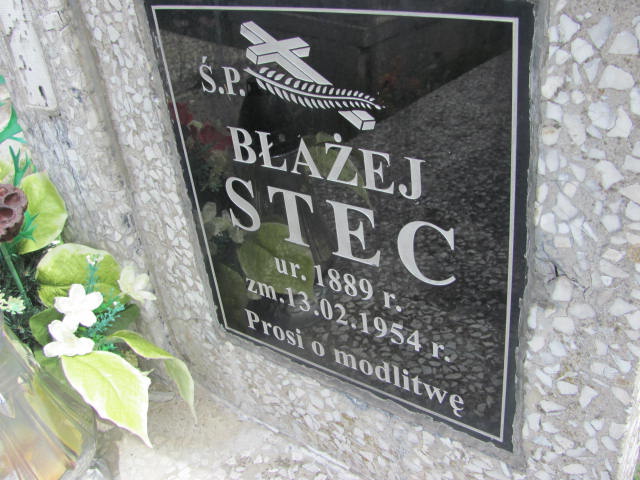 Ś.P.
BŁAŻEJ
STEC
ur. 1889 r.
zm.13.02.1954 r.
Prosi o modlitwę